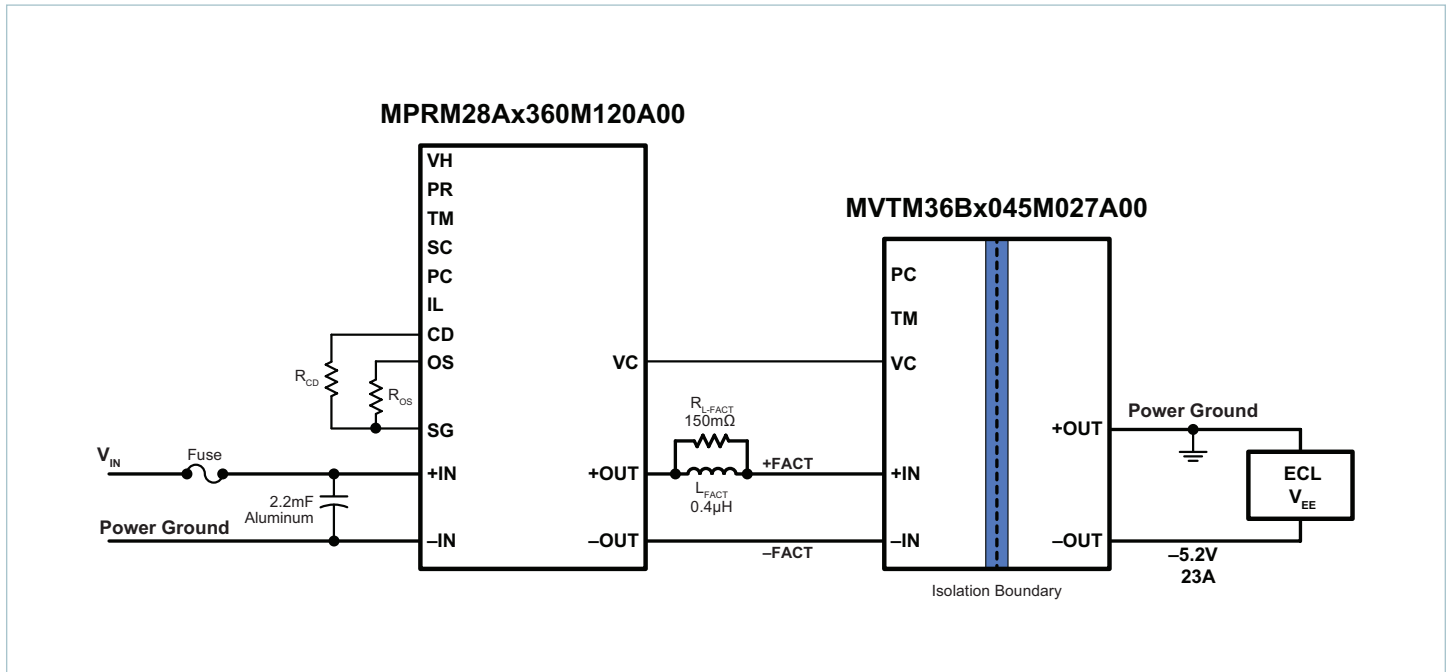 MPRM28Ax360M120A00
VH
PR
TM
SC
PC
IL
CD
OS
SG
+IN
–IN
VC
+OUT
–OUT
R_CD
R_OS
V_IN
Fuse
2.2mF
Aluminum
Power Ground
R_L-FACT
150mΩ
L_FACT
0.4µH
+FACT
–FACT
MVTM36Bx045M027A00
PC
TM
VC
+IN
–IN
+OUT
–OUT
Isolation Boundary
Power Ground
ECL
V_EE
–5.2V
23A